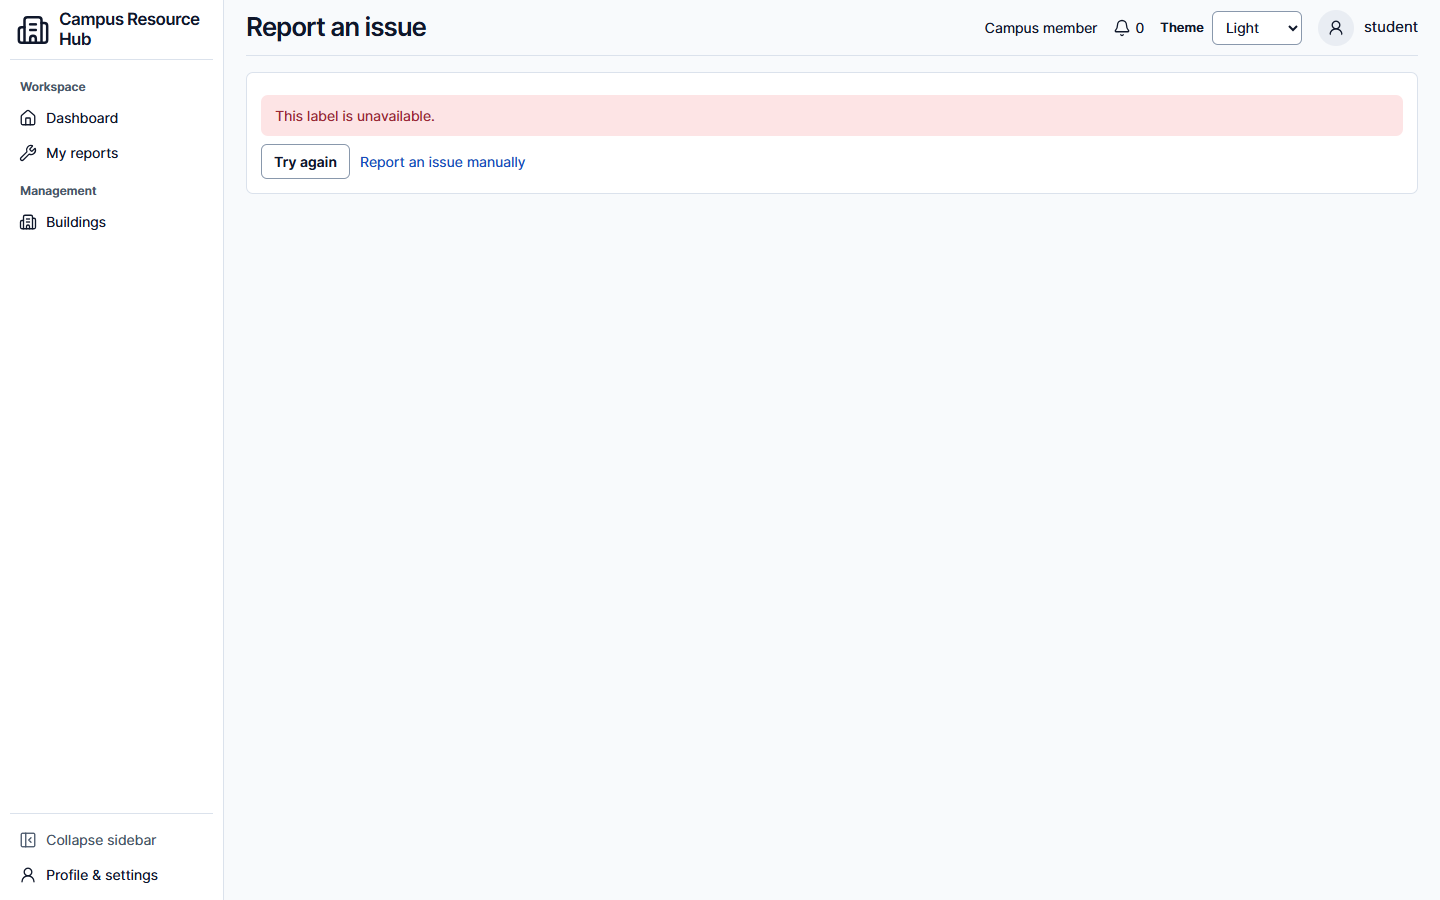 Campus Resource
Hub
Workspace
Dashboard
My reports
Management
Buildings
Collapse sidebar
Profile & settings
Report an issue
Campus member
0
Theme
Light
student
This label is unavailable.
Try again
Report an issue manually